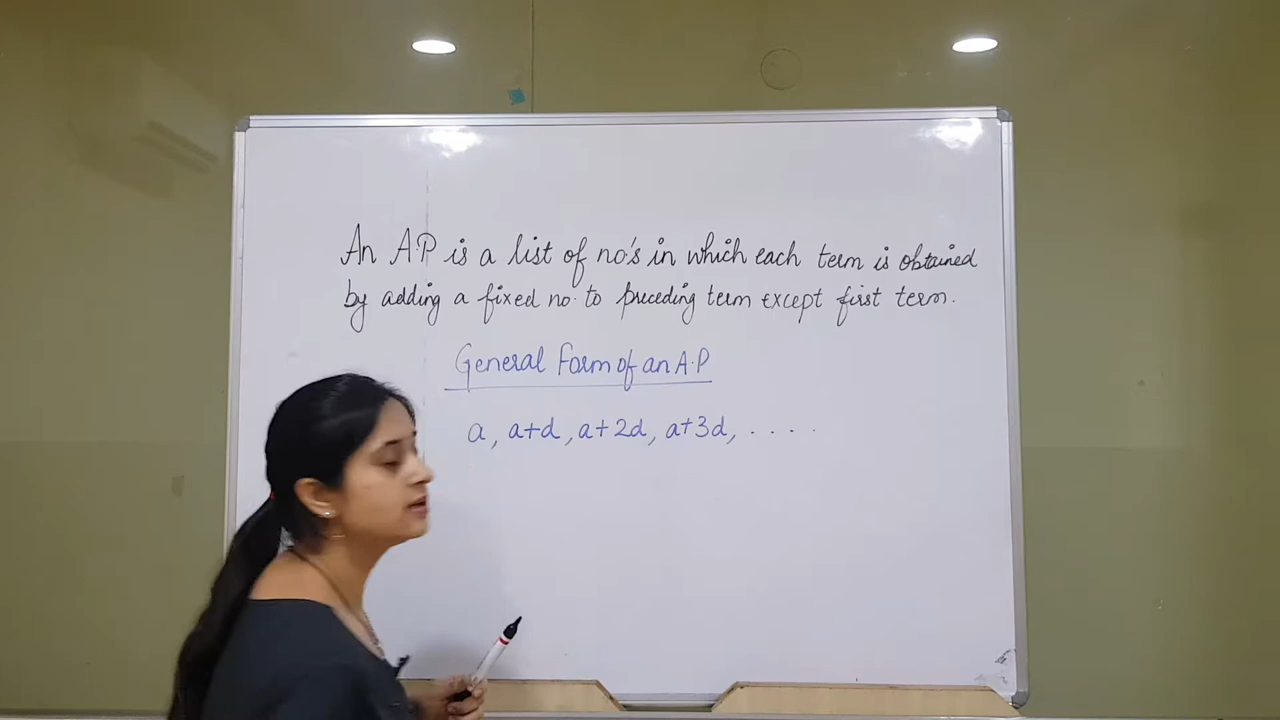 An A.P is a list of no's in which each term is obtained
by adding a fixed no. to preceding term except first term.
General Form of an A.P
a, a+d, a+2d, a+3d, . . . .